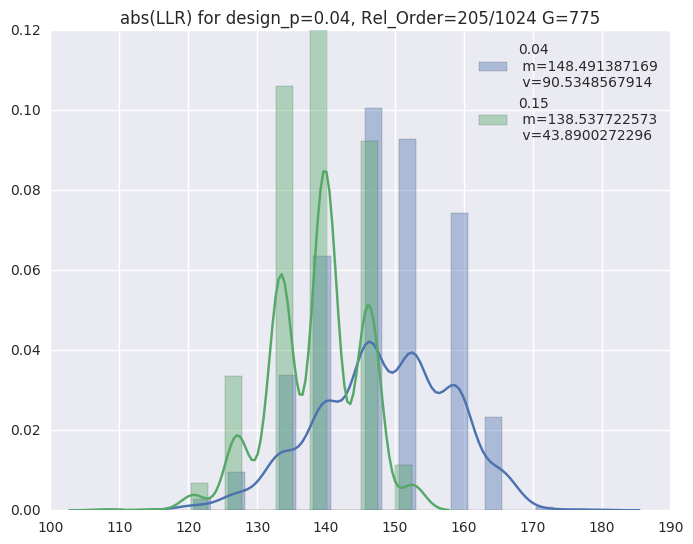 abs(LLR) for design_p=0.04, Rel_Order=205/1024 G=775
0.04
m=148.491387169
v=90.5348567914
0.15
m=138.537722573
v=43.8900272296
0.12
0.10
0.08
0.06
0.04
0.02
0.00
100 110 120 130 140 150 160 170 180 190